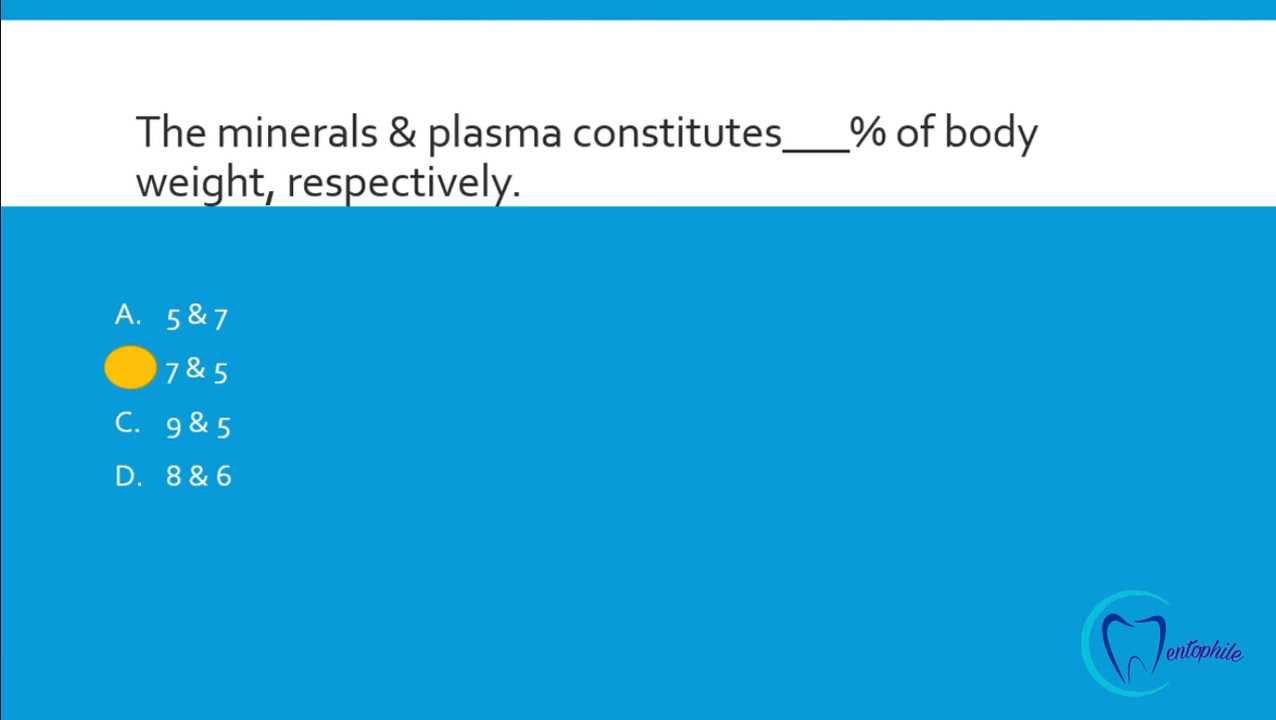 The minerals & plasma constitutes___% of body
weight, respectively.
A. 5 & 7
7 & 5
C. 9 & 5
D. 8 & 6
entophile